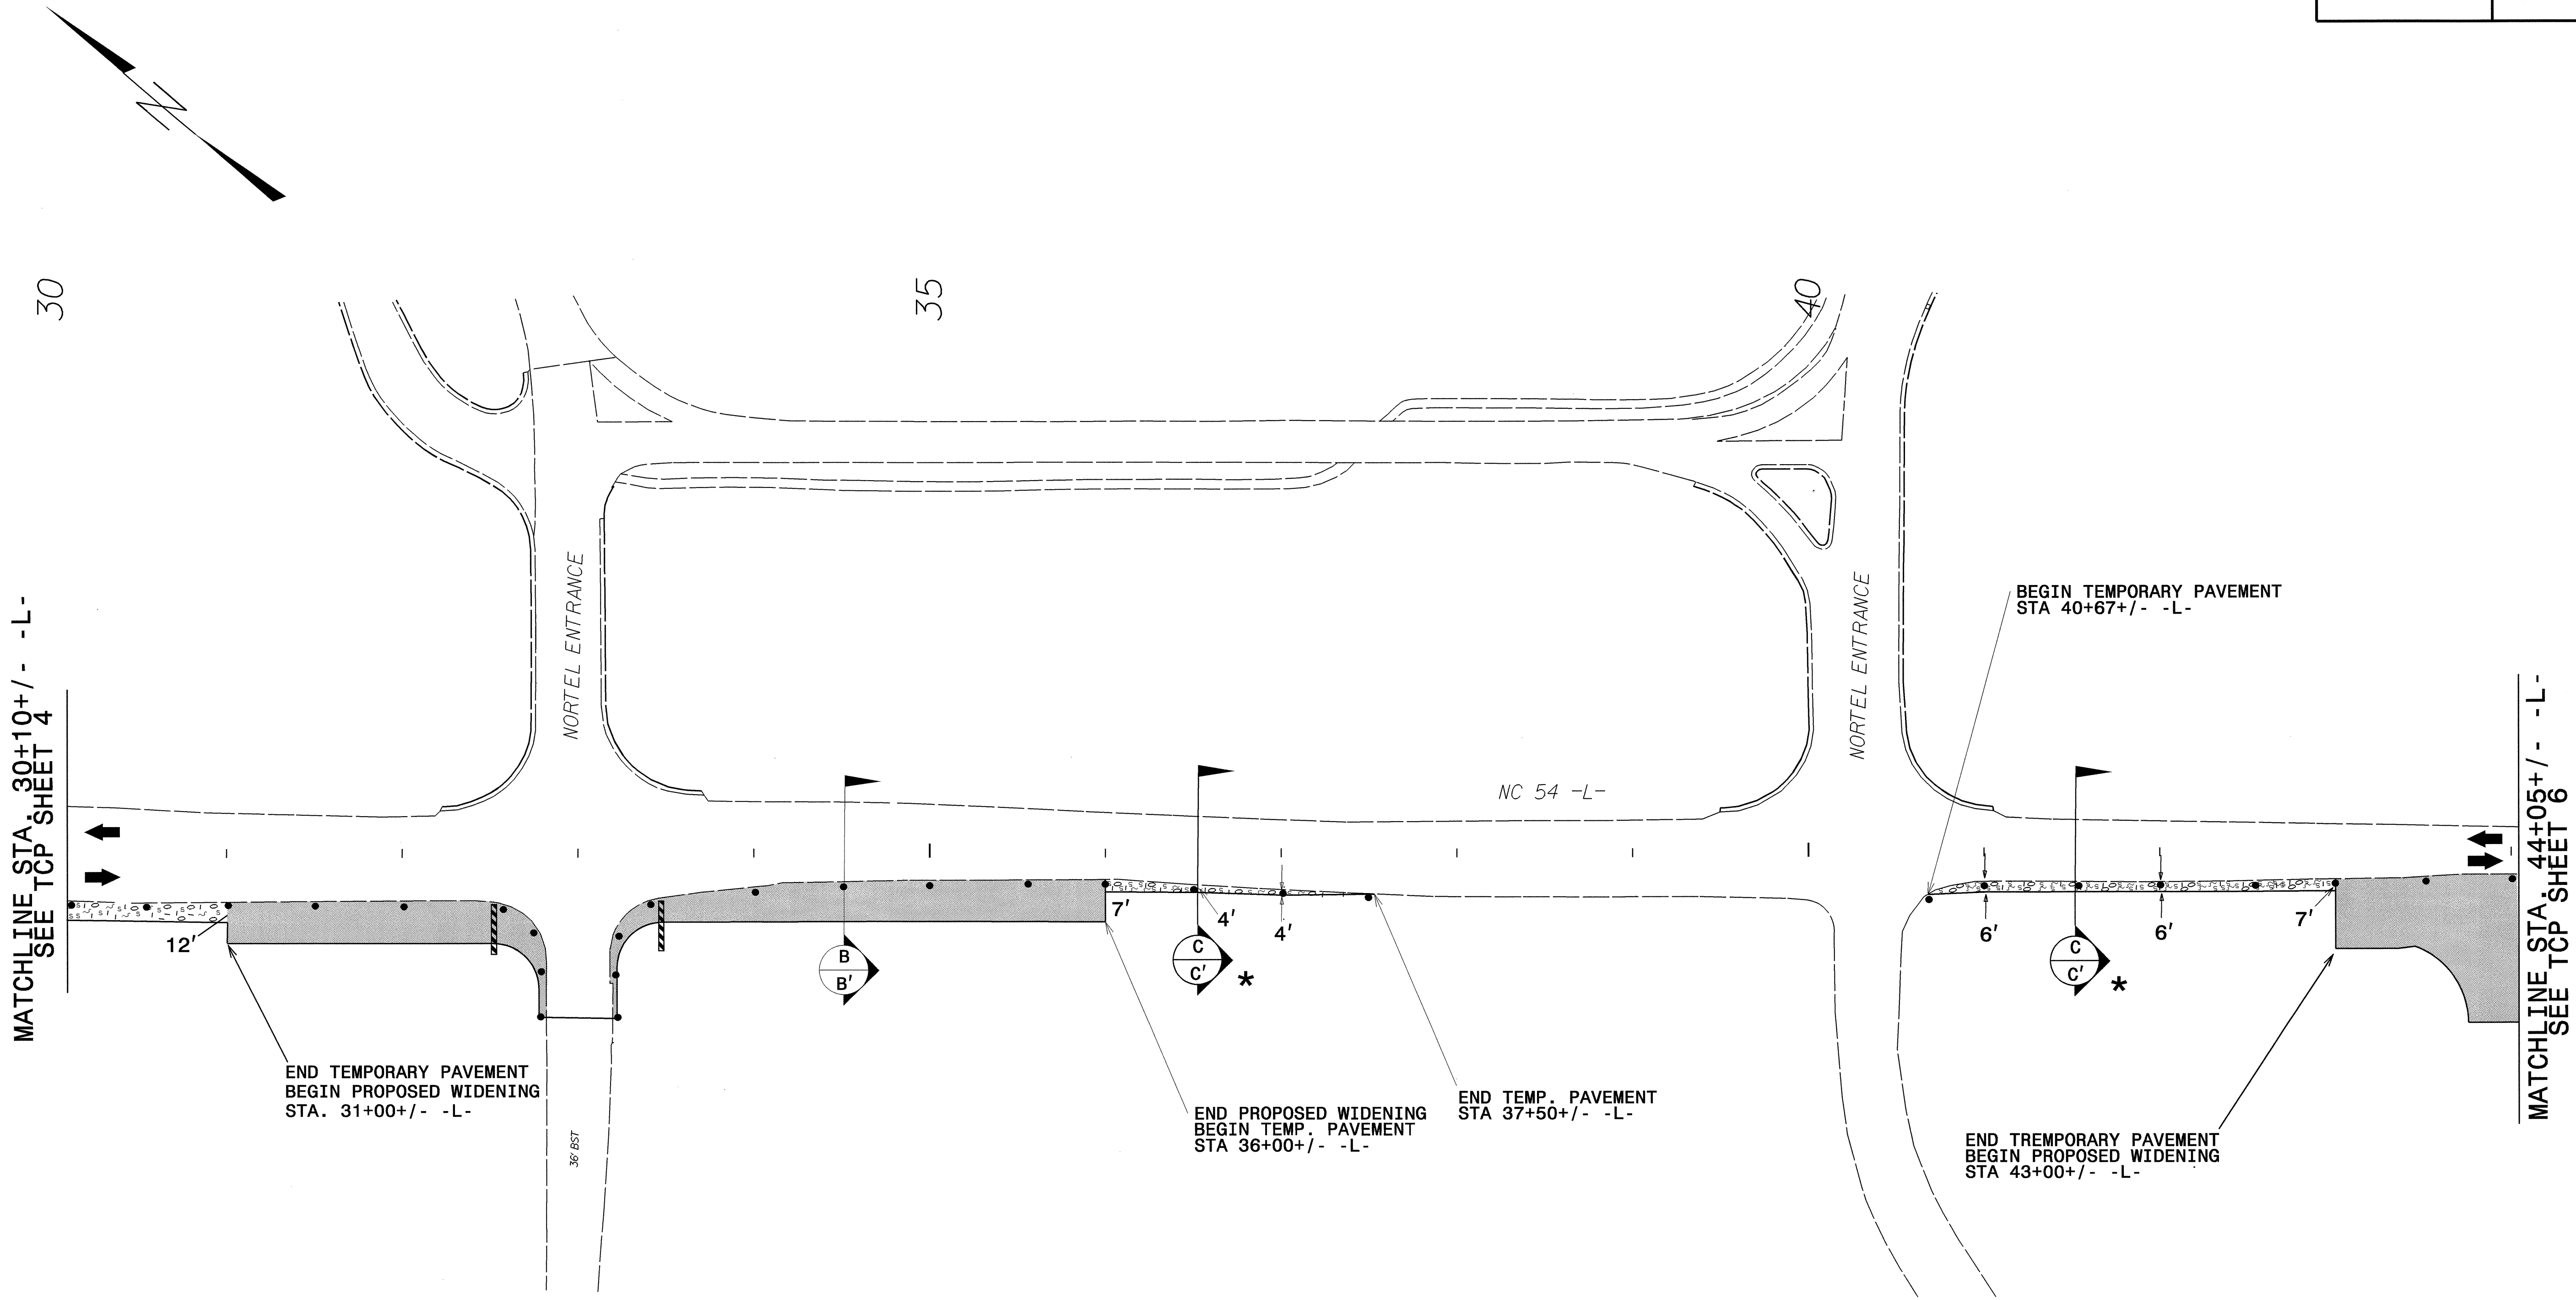 30
35
40
MATCHLINE STA. 30+10+/- -L-
SEE TCP SHEET 4
NORTEL ENTRANCE
NORTEL ENTRANCE
BEGIN TEMPORARY PAVEMENT
STA 40+67+/- -L-
NC 54 -L-
MATCHLINE STA. 44+05+/- -L-
SEE TCP SHEET 6
12'
7'
4'
4'
6'
6'
7'
B
B'
C
C'
*
C
C'
*
END TEMPORARY PAVEMENT
BEGIN PROPOSED WIDENING
STA. 31+00+/- -L-
36' BST
END PROPOSED WIDENING
BEGIN TEMP. PAVEMENT
STA 36+00+/- -L-
END TEMP. PAVEMENT
STA 37+50+/- -L-
END TREMPORARY PAVEMENT
BEGIN PROPOSED WIDENING
STA 43+00+/- -L-